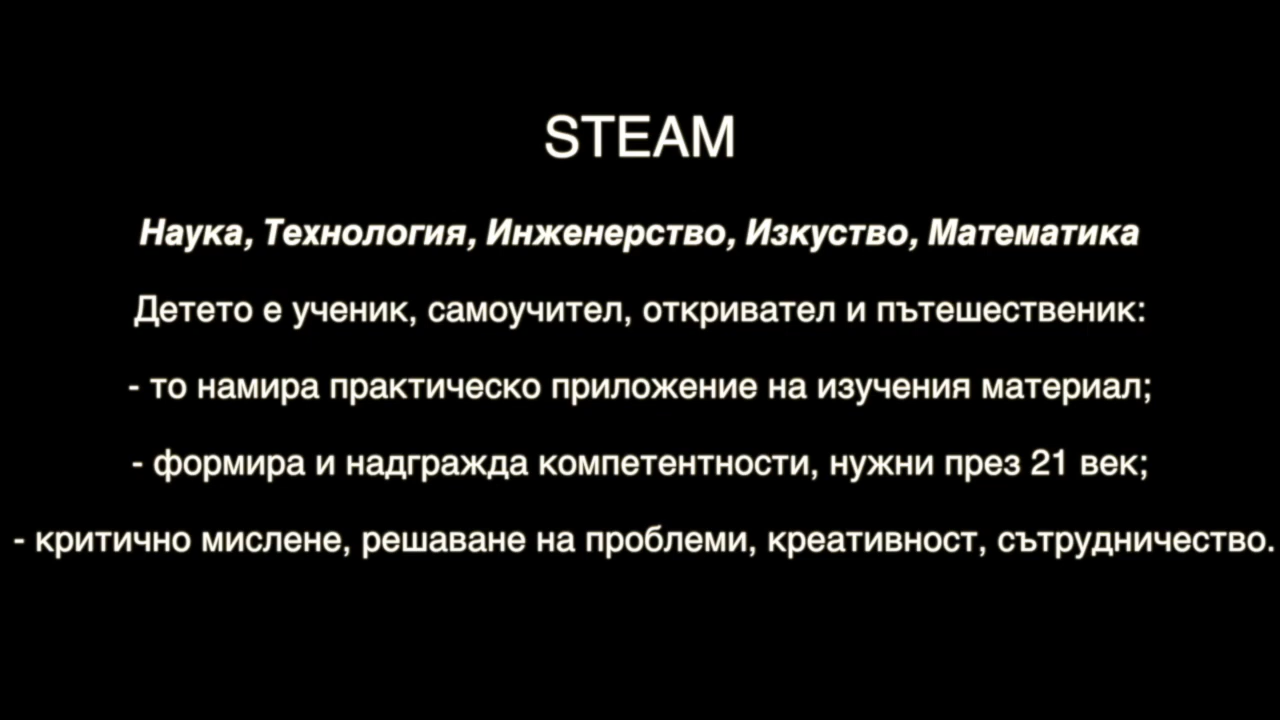 STEAM
Наука, Технология, Инженерство, Изкуство, Математика
Детето е ученик, самоучител, откривател и пътешественик:
- то намира практическо приложение на изучения материал;
- формира и надгражда компетентности, нужни през 21 век;
- критично мислене, решаване на проблеми, креативност, сътрудничество.